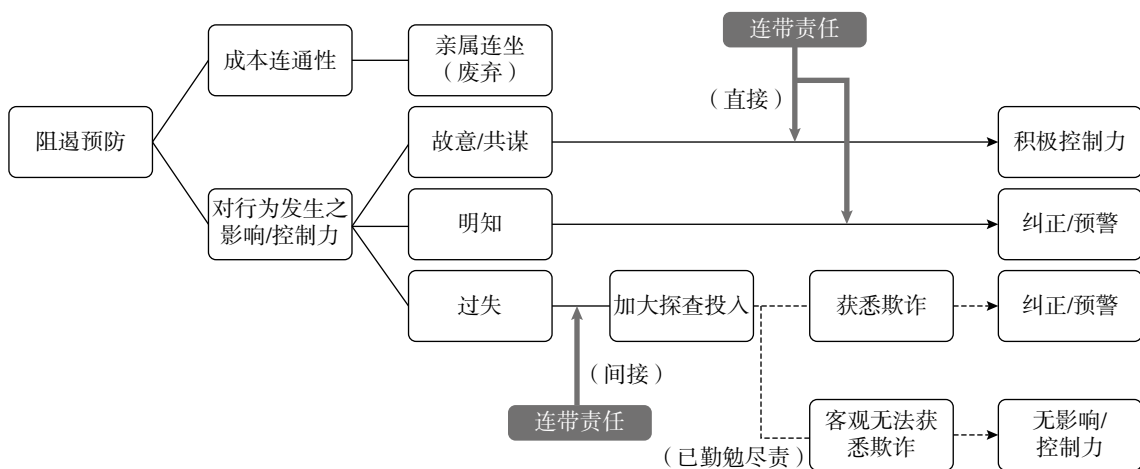 连带责任
成本连通性
亲属连坐
（废弃）
（直接）
阻遏预防
故意/共谋
积极控制力
对行为发生之
影响/控制力
明知
纠正/预警
过失
加大探查投入
获悉欺诈
纠正/预警
（间接）
连带责任
客观无法获
悉欺诈
无影响/
控制力
（已勤勉尽责）